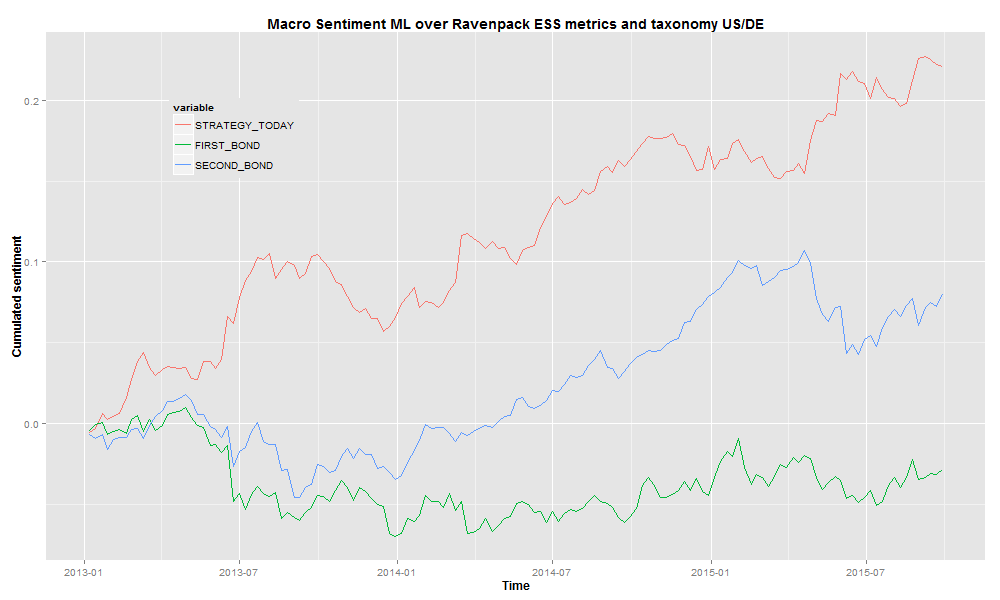 Macro Sentiment ML over Ravenpack ESS metrics and taxonomy US/DE
variable
STRATEGY_TODAY
FIRST_BOND
SECOND_BOND
Cumulated sentiment
0.2
0.1
0.0
2013-01
2013-07
2014-01
2014-07
2015-01
2015-07
Time